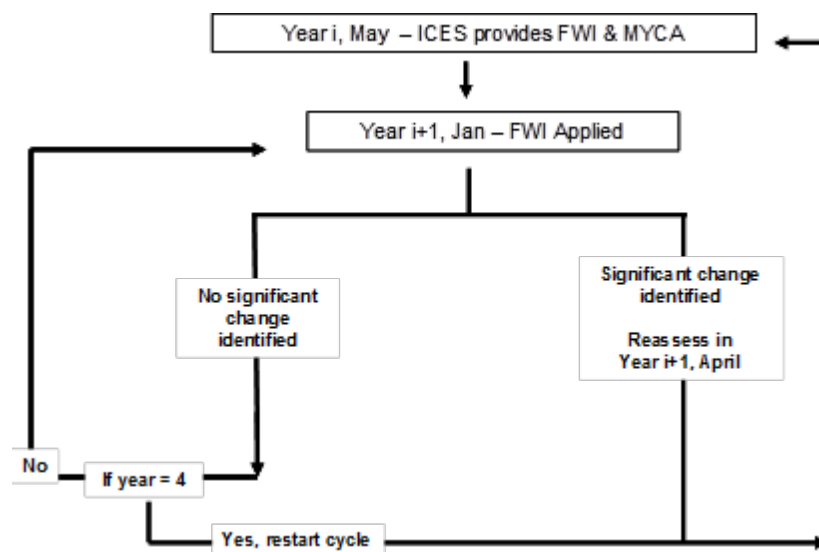 Year i, May – ICES provides FWI & MYCA
Year i+1, Jan – FWI Applied
No significant
change
identified
Significant change
identified
Reassess in
Year i+1, April
No
If year = 4
Yes, restart cycle